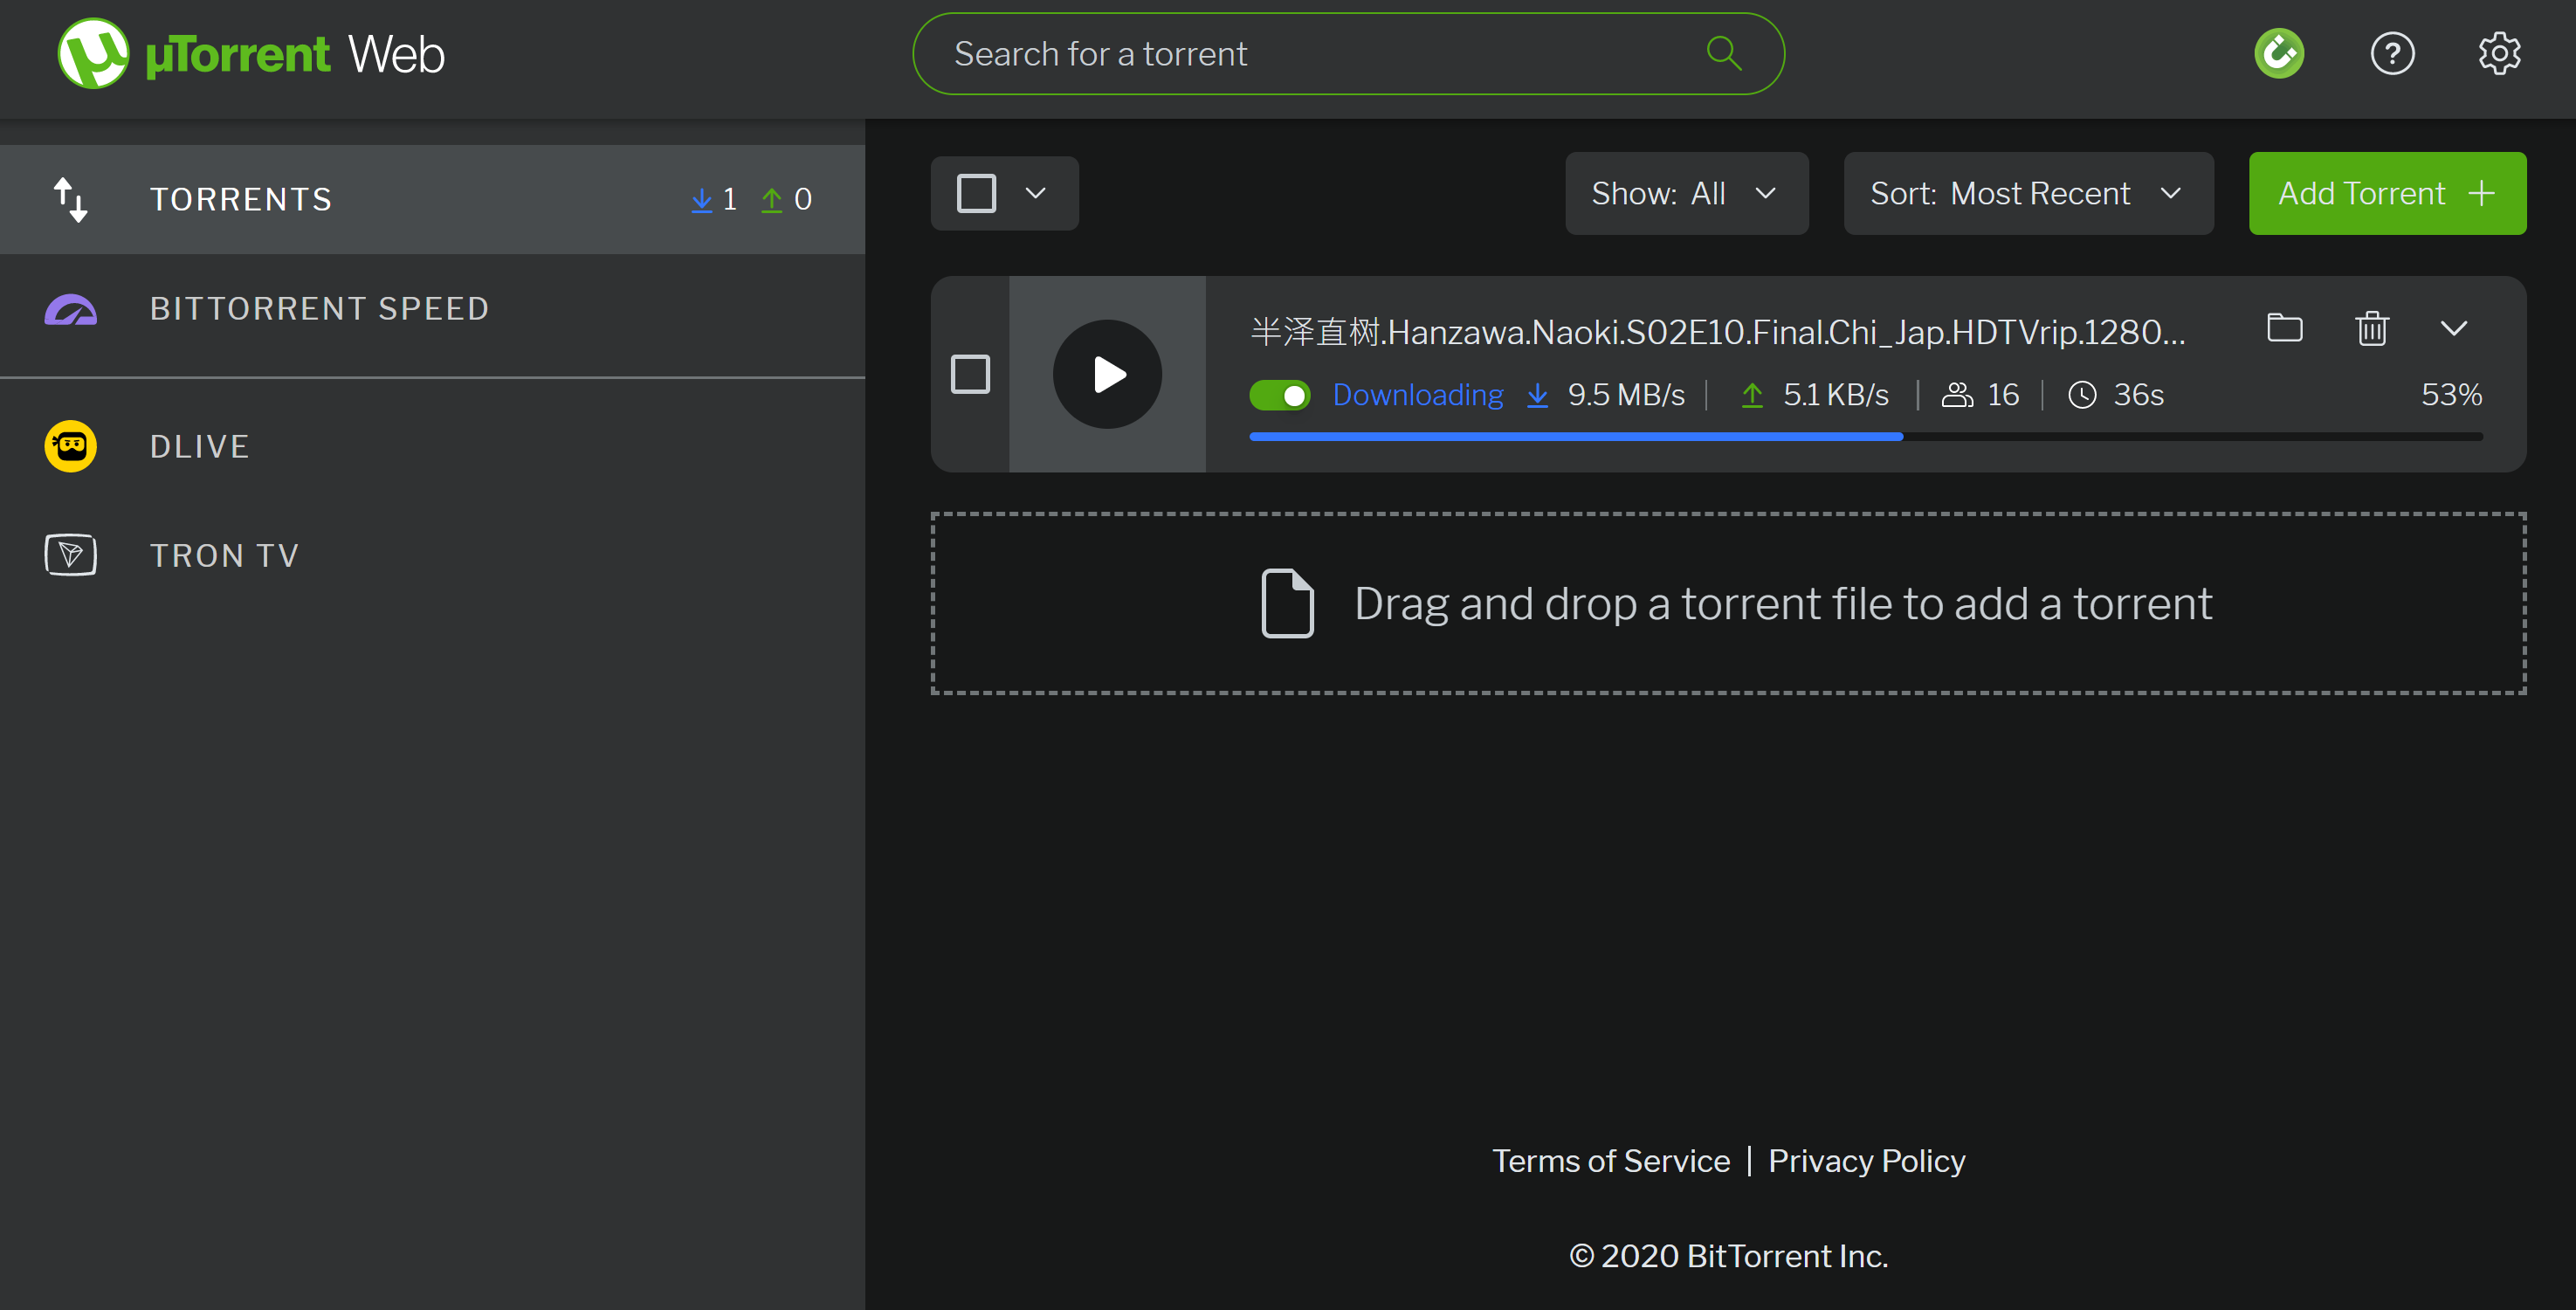 µTorrent Web
Search for a torrent
TORRENTS 1 0
BITTORRENT SPEED
DLIVE
TRON TV
Show: All
Sort: Most Recent
Add Torrent
半泽直树.Hanzawa.Naoki.S02E10.Final.Chi_Jap.HDTVrip.1280...
Downloading 9.5 MB/s | 5.1 KB/s | 16 | 36s 53%
Drag and drop a torrent file to add a torrent
Terms of Service | Privacy Policy
© 2020 BitTorrent Inc.